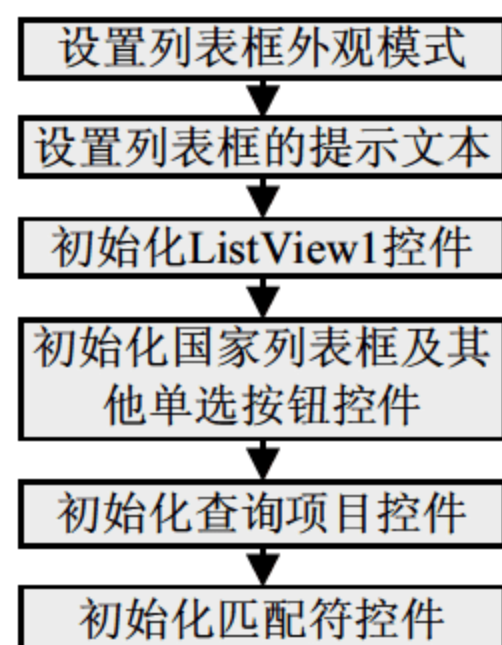 设置列表框外观模式
设置列表框的提示文本
初始化ListView1控件
初始化国家列表框及其
他单选按钮控件
初始化查询项目控件
初始化匹配符控件